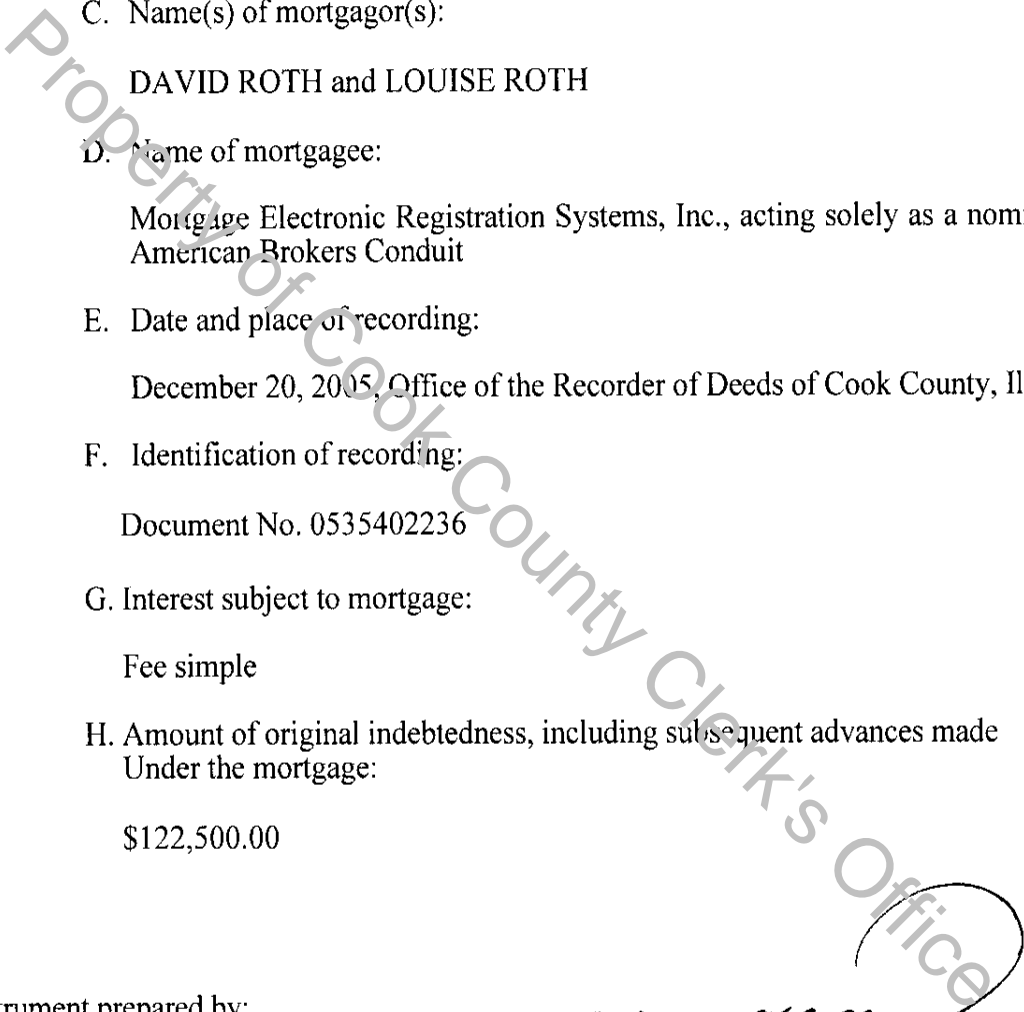 C. Name(s) of mortgagor(s):
DAVID ROTH and LOUISE ROTH
D. Name of mortgagee:
Mortgage Electronic Registration Systems, Inc., acting solely as a nom
American Brokers Conduit
E. Date and place of recording:
December 20, 2005, Office of the Recorder of Deeds of Cook County, Il
F. Identification of recording:
Document No. 0535402236
G. Interest subject to mortgage:
Fee simple
H. Amount of original indebtedness, including subsequent advances made
Under the mortgage:
$122,500.00
trument prepared by:
Property of Cook County Clerk's Office